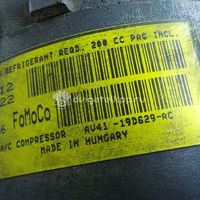 REFRIGERANT REQD. 200 CC PAG INCL.
12
22
FoMoCo
A/C COMPRESSOR AV41 -19D629-AC
MADE IN HUNGARY